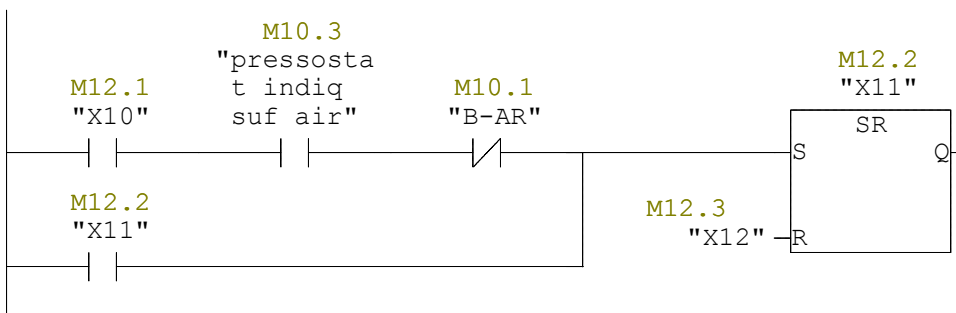 M10.3
"pressosta
M12.1 t indiq M10.1
"X10" suf air" "B-AR"
M12.2
"X11"
SR
S Q
M12.2
"X11"
M12.3
"X12" R